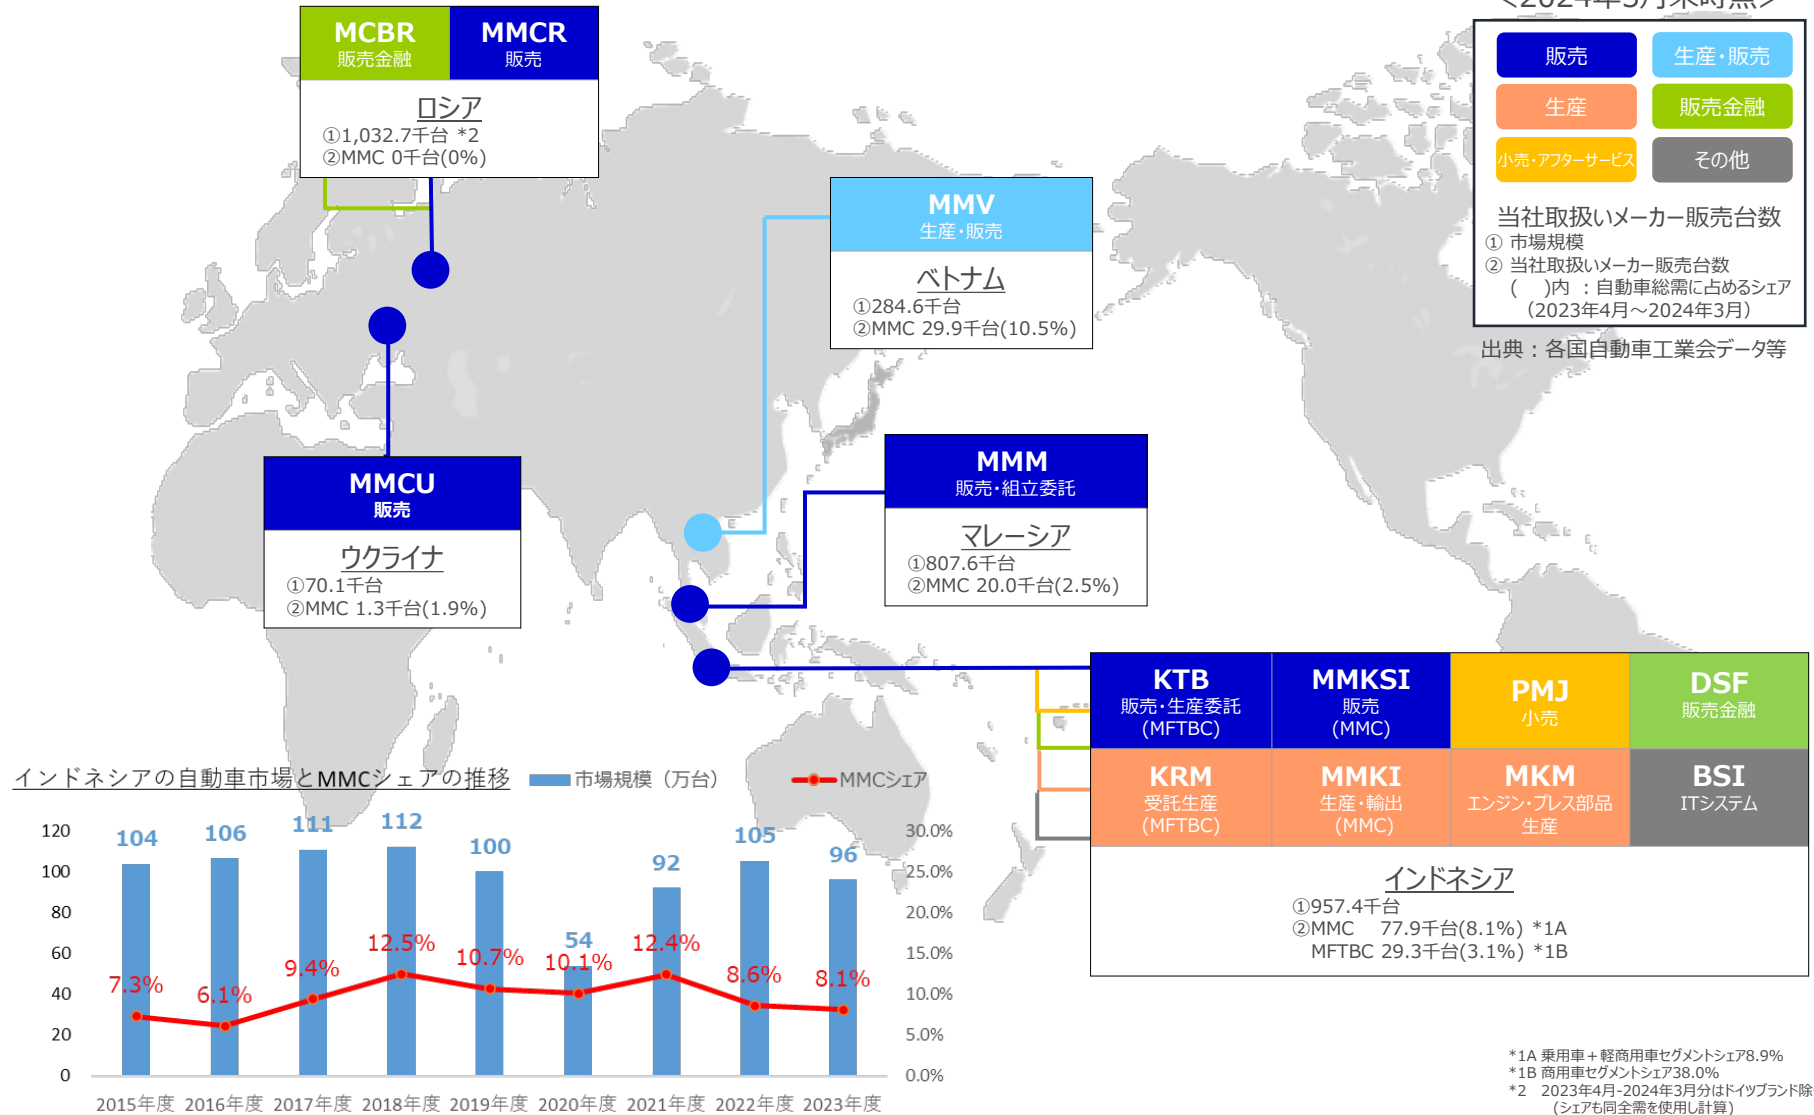 <2024年3月末時点>
販売
生産・販売
生産
販売金融
小売・アフターサービス
その他
当社取扱いメーカー販売台数
① 市場規模
② 当社取扱いメーカー販売台数
( )内 ：自動車総需に占めるシェア
（2023年4月～2024年3月）
出典：各国自動車工業会データ等
MCBR
販売金融
MMCR
販売
ロシア
①1,032.7千台 *2
②MMC 0千台(0%)
MMV
生産・販売
ベトナム
①284.6千台
②MMC 29.9千台(10.5%)
MMCU
販売
ウクライナ
①70.1千台
②MMC 1.3千台(1.9%)
MMM
販売・組立委託
マレーシア
①807.6千台
②MMC 20.0千台(2.5%)
KTB
販売・生産委託
(MFTBC)
MMKSI
販売
(MMC)
PMJ
小売
DSF
販売金融
KRM
受託生産
(MFTBC)
MMKI
生産・輸出
(MMC)
MKM
エンジン・プレス部品
生産
BSI
ITシステム
インドネシア
①957.4千台
②MMC 77.9千台(8.1%) *1A
MFTBC 29.3千台(3.1%) *1B
インドネシアの自動車市場とMMCシェアの推移
市場規模（万台）
MMCシェア
120
100
80
60
40
20
0
104
106
111
112
100
54
92
105
96
7.3%
6.1%
9.4%
12.5%
10.7%
10.1%
12.4%
8.6%
8.1%
30.0%
25.0%
20.0%
15.0%
10.0%
5.0%
0.0%
2015年度 2016年度 2017年度 2018年度 2019年度 2020年度 2021年度 2022年度 2023年度
*1A 乗用車＋軽商用車セグメントシェア8.9%
*1B 商用車セグメントシェア38.0%
*2 2023年4月-2024年3月分はドイツブランド除
(シェアも同全需を使用し計算)